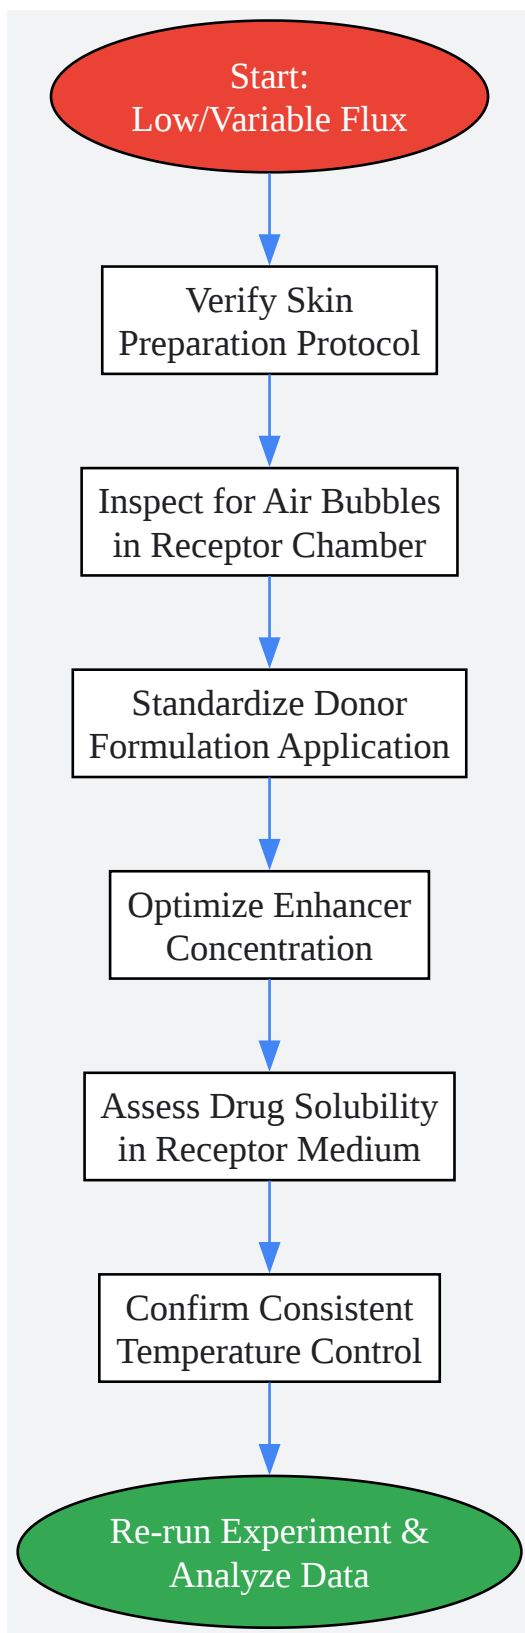 Start:
Low/Variable Flux
Verify Skin
Preparation Protocol
Inspect for Air Bubbles
in Receptor Chamber
Standardize Donor
Formulation Application
Optimize Enhancer
Concentration
Assess Drug Solubility
in Receptor Medium
Confirm Consistent
Temperature Control
Re-run Experiment &
Analyze Data